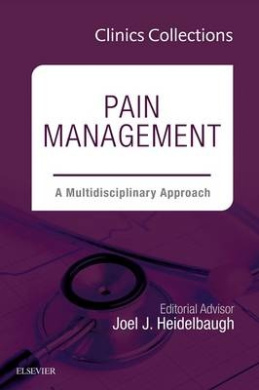 Clinics Collections
PAIN
MANAGEMENT
A Multidisciplinary Approach
Editorial Advisor
Joel J. Heidelbaugh
ELSEVIER